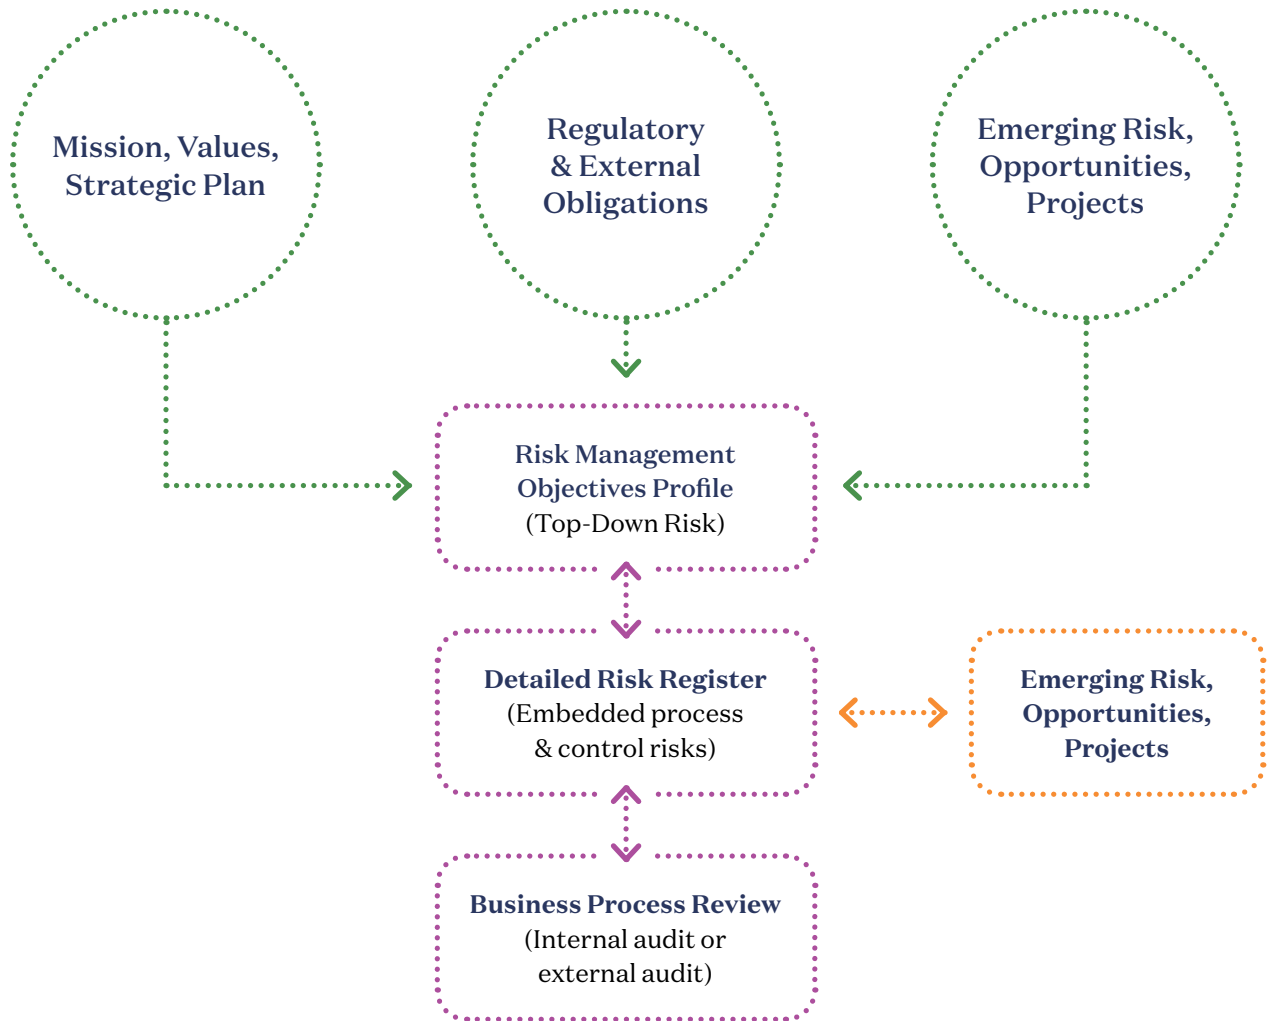 Mission, Values,
Strategic Plan
Regulatory
& External
Obligations
Emerging Risk,
Opportunities,
Projects
Risk Management
Objectives Profile
(Top-Down Risk)
Detailed Risk Register
(Embedded process
& control risks)
Emerging Risk,
Opportunities,
Projects
Business Process Review
(Internal audit or
external audit)